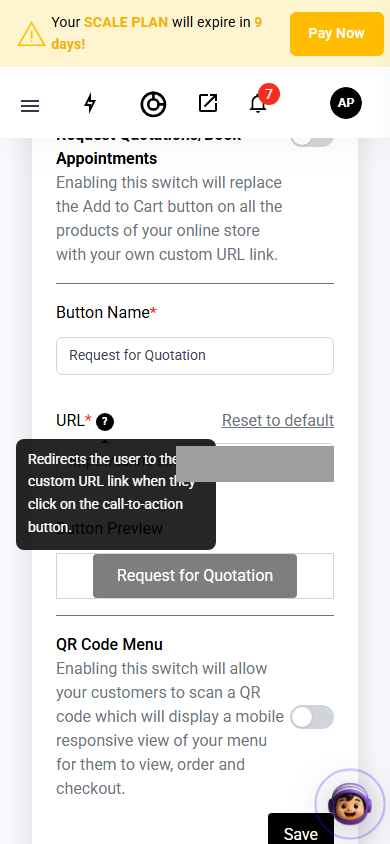 Your SCALE PLAN will expire in 9
days!
Pay Now
7
AP
Request Quotations/Book
Appointments
Enabling this switch will replace
the Add to Cart button on all the
products of your online store
with your own custom URL link.
Button Name*
Request for Quotation
URL* ?
Reset to default
Redirects the user to the
custom URL link when they
click on the call-to-action
button.
Button Preview
Request for Quotation
QR Code Menu
Enabling this switch will allow
your customers to scan a QR
code which will display a mobile
responsive view of your menu
for them to view, order and
checkout.
Save